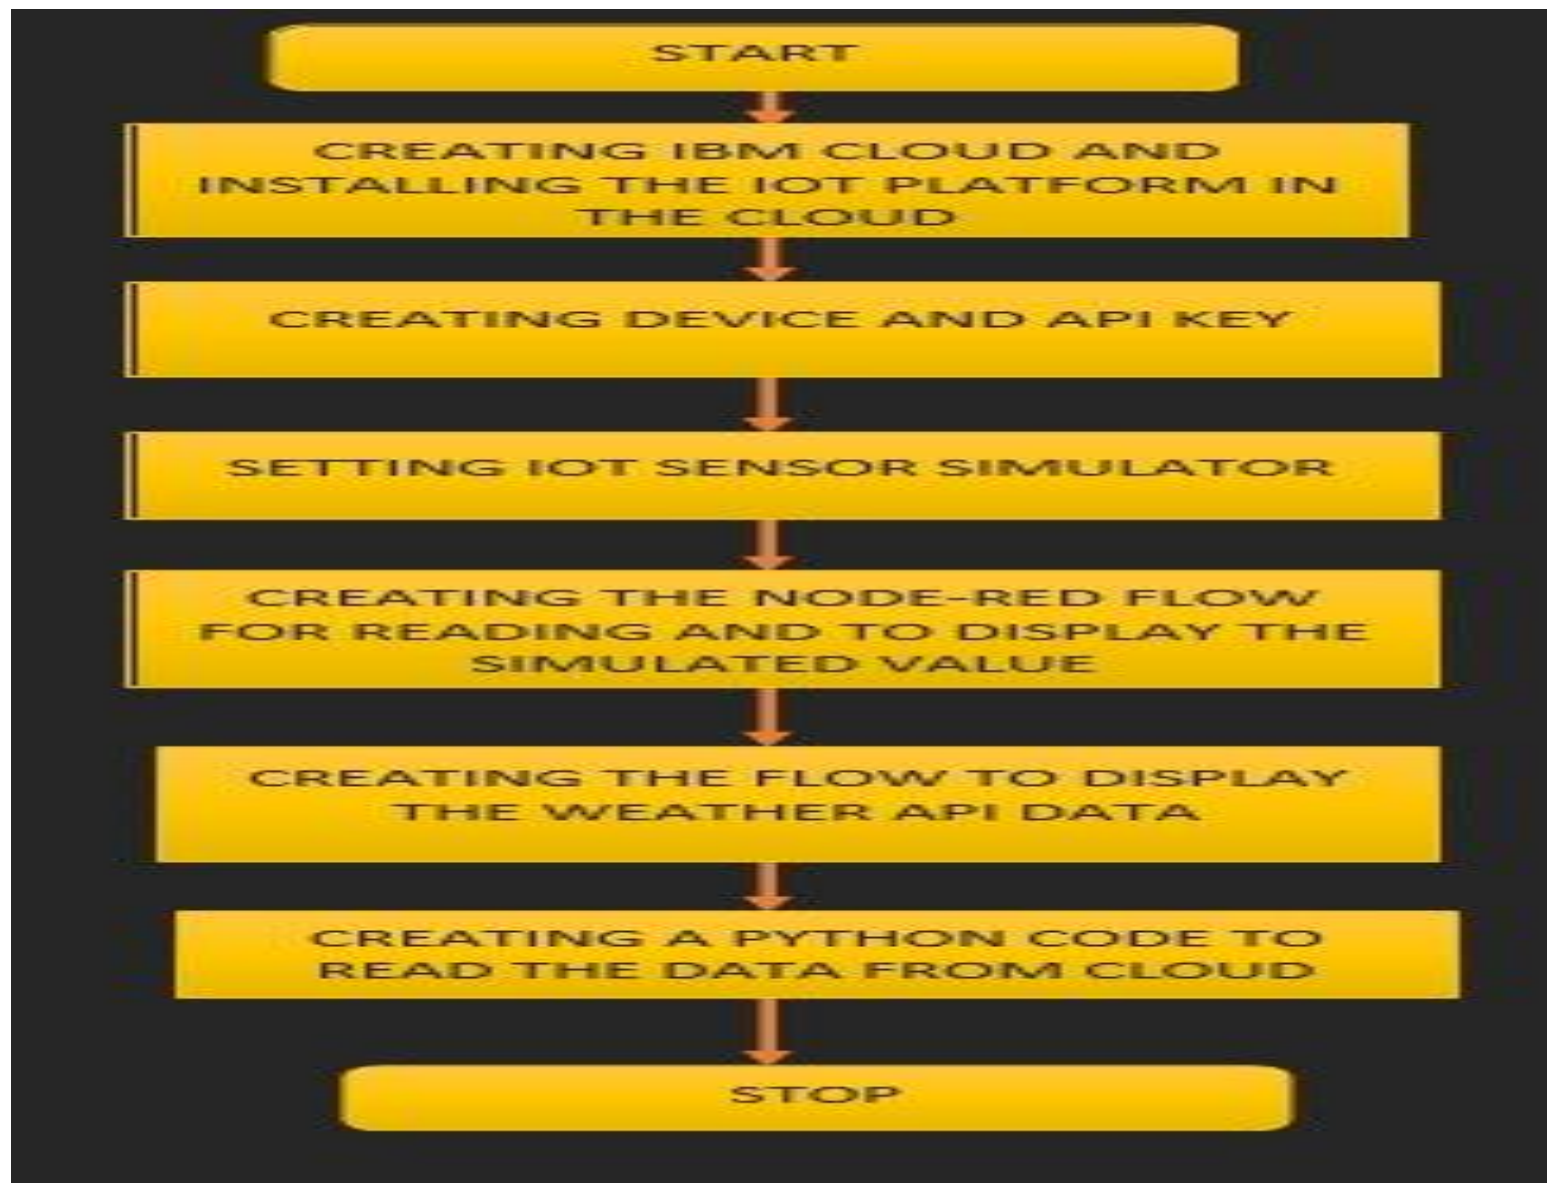 START
CREATING IBM CLOUD AND
INSTALLING THE IOT PLATFORM IN
THE CLOUD
CREATING DEVICE AND API KEY
SETTING IOT SENSOR SIMULATOR
CREATING THE NODE-RED FLOW
FOR READING AND TO DISPLAY THE
SIMULATED VALUE
CREATING THE FLOW TO DISPLAY
THE WEATHER API DATA
CREATING A PYTHON CODE TO
READ THE DATA FROM CLOUD
STOP